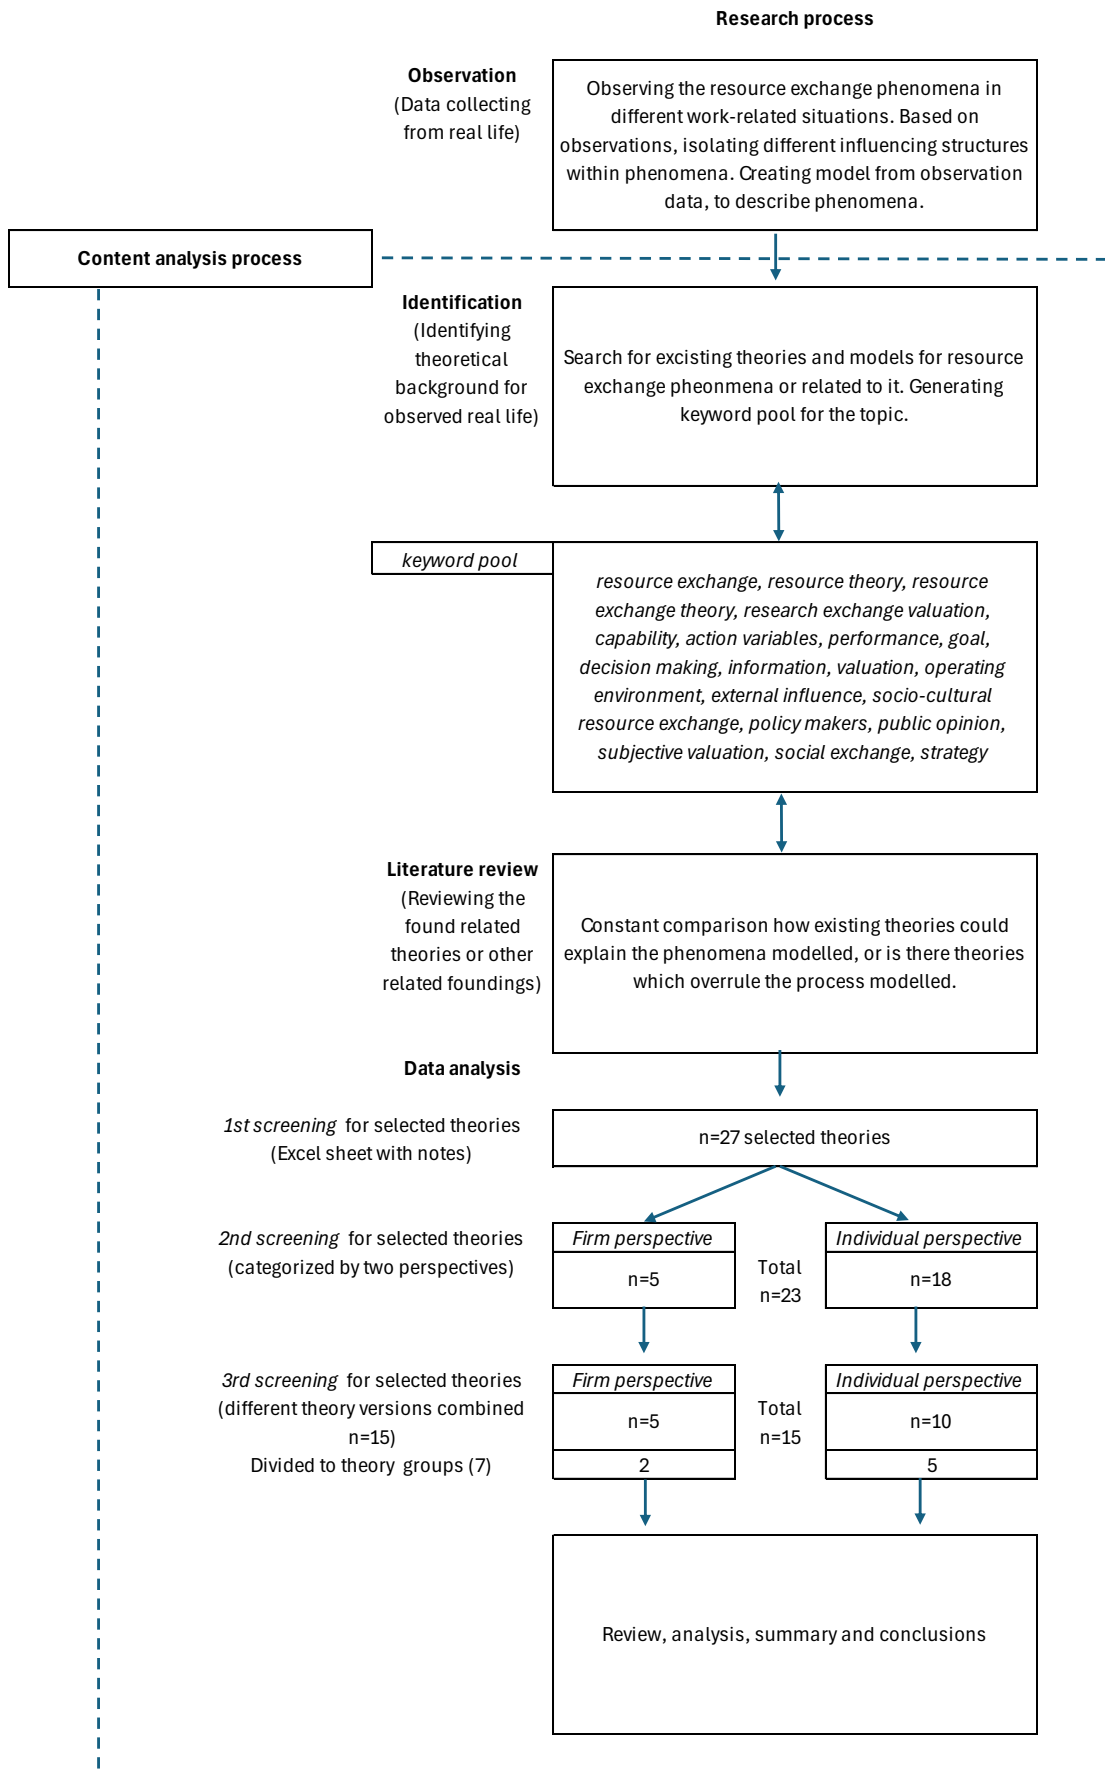 Research process
Observation
(Data collecting
from real life)
Observing the resource exchange phenomena in
different work-related situations. Based on
observations, isolating different influencing structures
within phenomena. Creating model from observation
data, to describe phenomena.
Content analysis process
Identification
(Identifying
theoretical
background for
observed real life)
Search for excisting theories and models for resource
exchange pheonmena or related to it. Generating
keyword pool for the topic.
keyword pool
resource exchange, resource theory, resource
exchange theory, research exchange valuation,
capability, action variables, performance, goal,
decision making, information, valuation, operating
environment, external influence, socio-cultural
resource exchange, policy makers, public opinion,
subjective valuation, social exchange, strategy
Literature review
(Reviewing the
found related
theories or other
related foundings)
Constant comparison how existing theories could
explain the phenomena modelled, or is there theories
which overrule the process modelled.
Data analysis
1st screening for selected theories
(Excel sheet with notes)
n=27 selected theories
2nd screening for selected theories
(categorized by two perspectives)
Firm perspective
n=5
Total
n=23
Individual perspective
n=18
3rd screening for selected theories
(different theory versions combined
n=15)
Divided to theory groups (7)
Firm perspective
n=5
2
Total
n=15
Individual perspective
n=10
5
Review, analysis, summary and conclusions